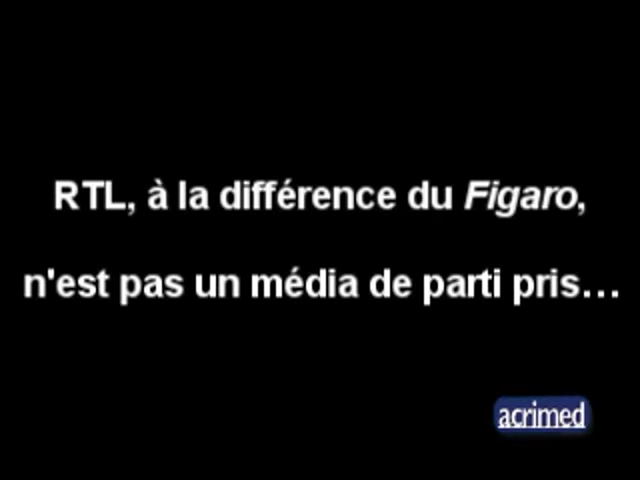 RTL, à la différence du Figaro,
n'est pas un média de parti pris…
acrimed